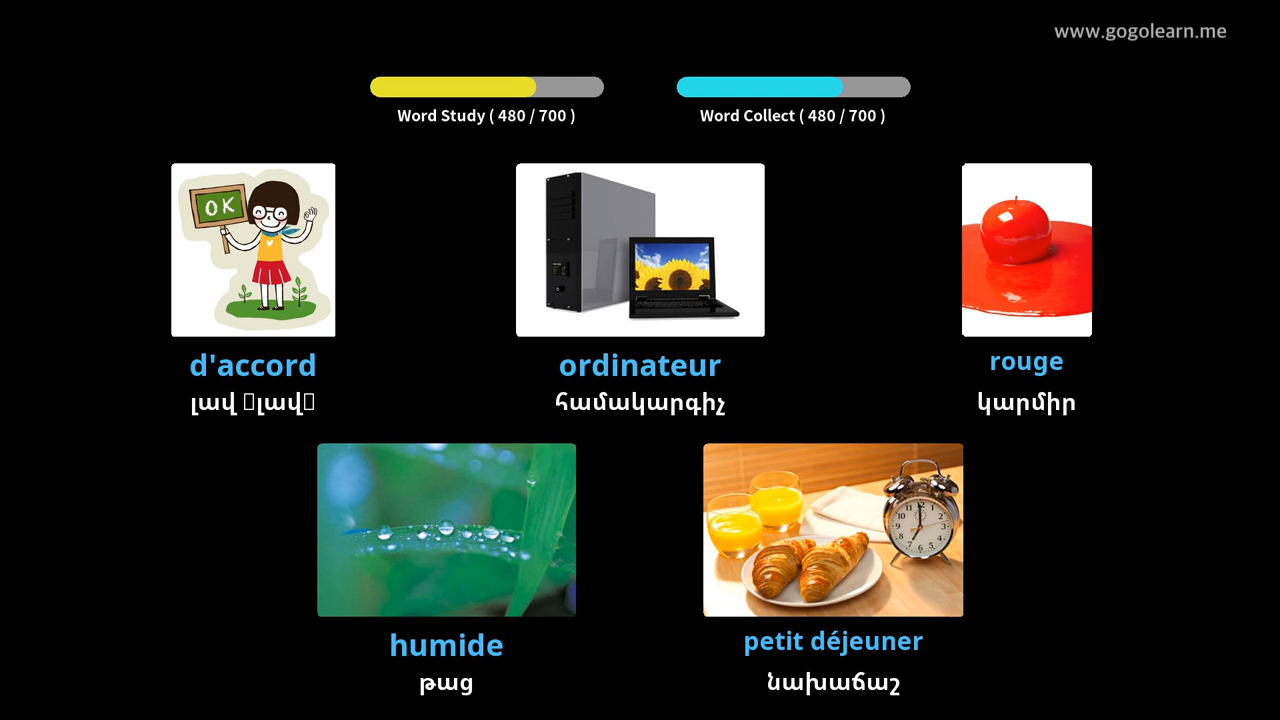 www.gogolearn.me
Word Study ( 480 / 700 )
Word Collect ( 480 / 700 )
OK
d'accord
լավ լավ
ordinateur
համակարգիչ
rouge
կարմիր
humide
թաց
petit déjeuner
նախաճաշ